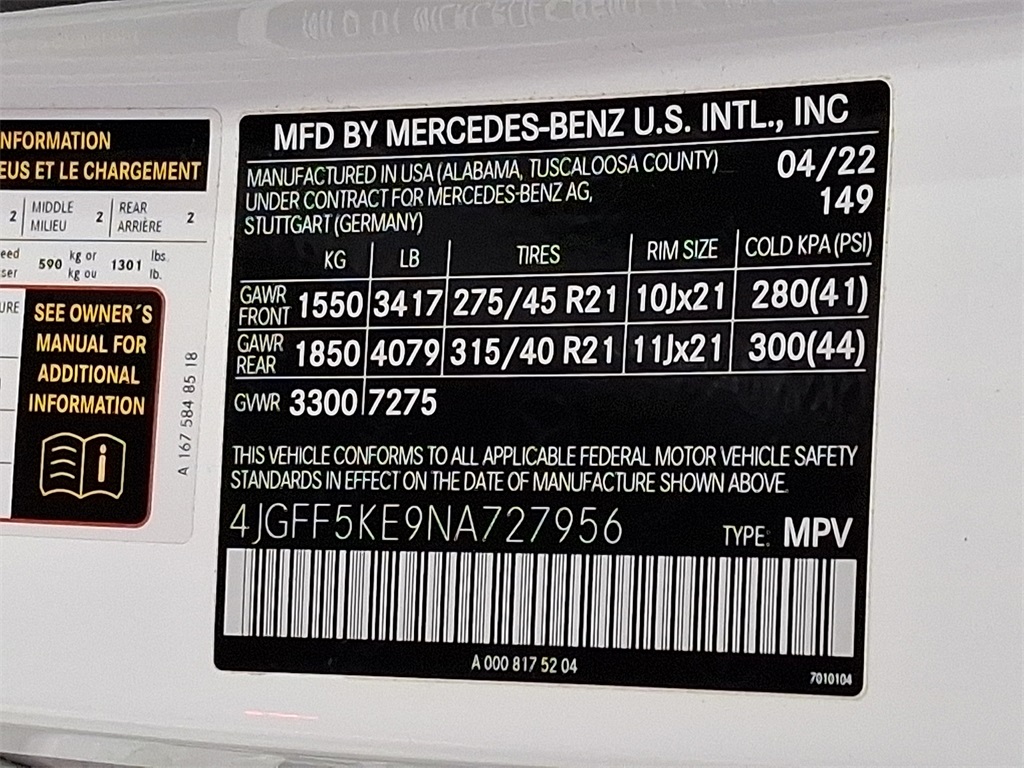 NFORMATION
EUS ET LE CHARGEMENT
2 MIDDLE MILIEU 2 REAR ARRIÈRE 2
590 kg or kg ou 1301 lbs. lb.
SEE OWNER´S
MANUAL FOR
ADDITIONAL
INFORMATION
i
A 167 584 85 18
MFD BY MERCEDES-BENZ U.S. INTL., INC
MANUFACTURED IN USA (ALABAMA, TUSCALOOSA COUNTY) 04/22
UNDER CONTRACT FOR MERCEDES-BENZ AG, 149
STUTTGART (GERMANY)
KG LB TIRES RIM SIZE COLD KPA (PSI)
GAWR FRONT 1550 3417 275/45 R21 10Jx21 280(41)
GAWR REAR 1850 4079 315/40 R21 11Jx21 300(44)
GVWR 3300 7275
THIS VEHICLE CONFORMS TO ALL APPLICABLE FEDERAL MOTOR VEHICLE SAFETY
STANDARDS IN EFFECT ON THE DATE OF MANUFACTURE SHOWN ABOVE.
4JGFF5KE9NA727956 TYPE: MPV
A 000 817 52 04
7010104